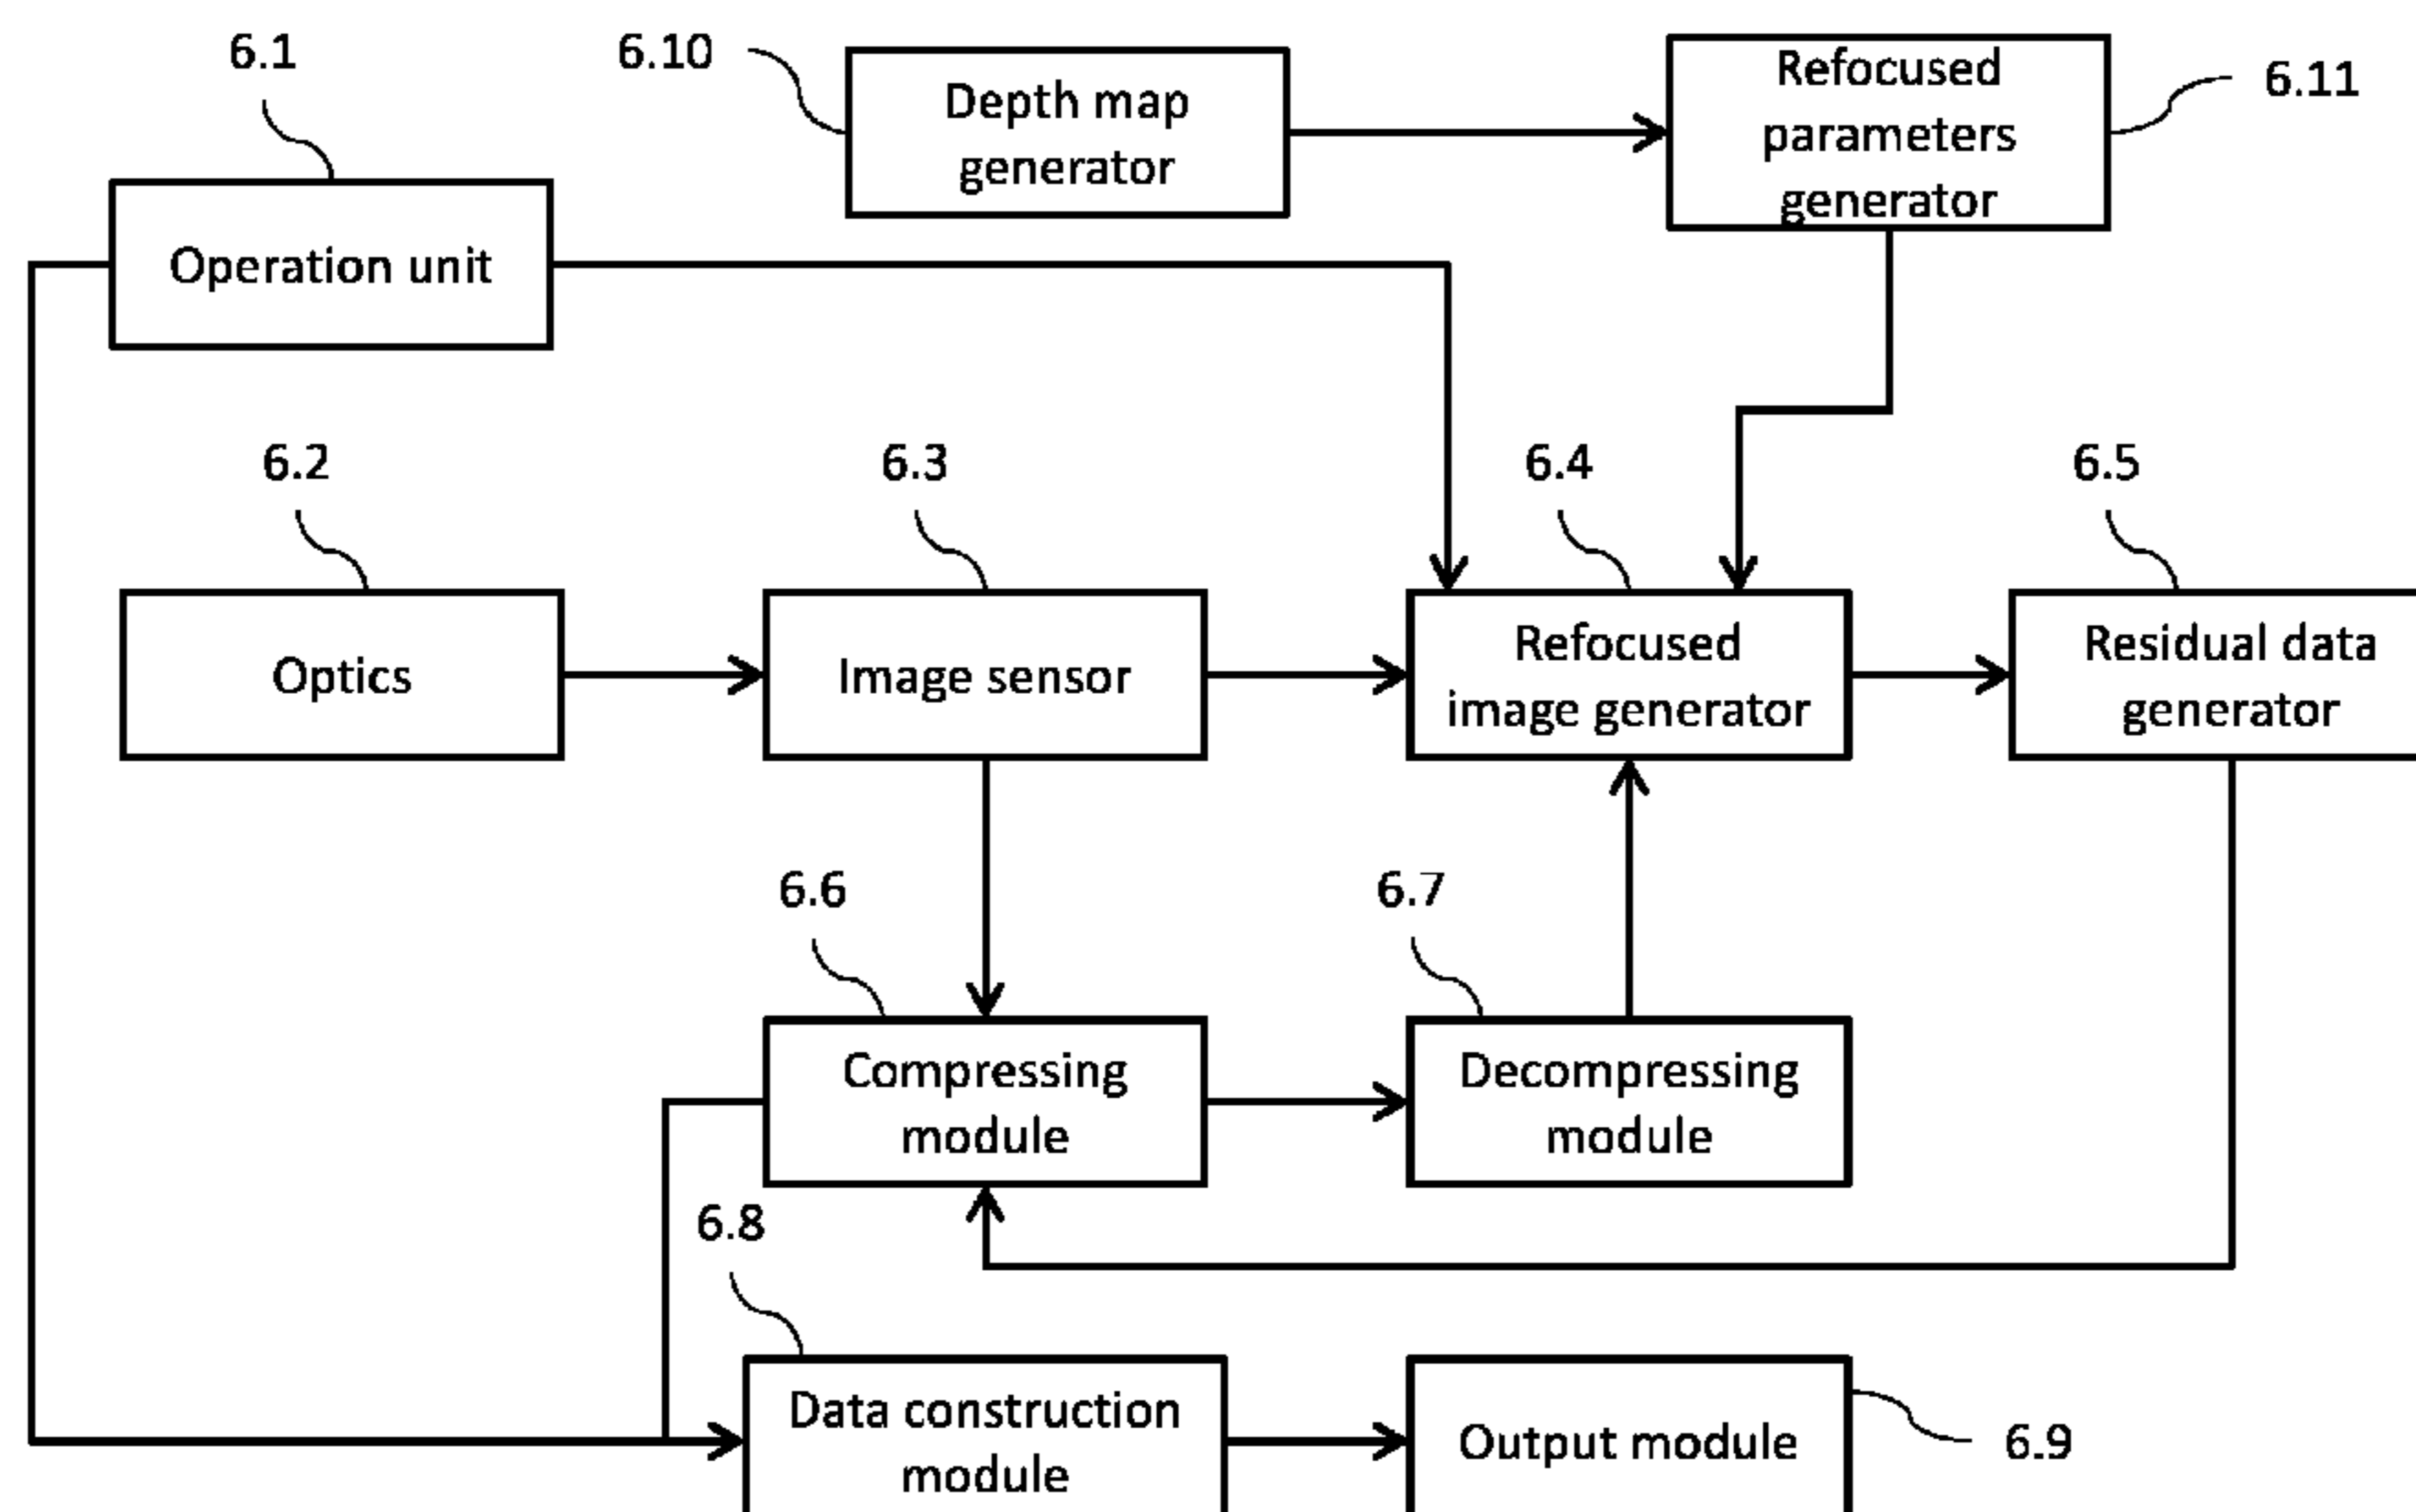 6.1
6.10
Depth map
generator
Refocused
parameters
generator
6.11
Operation unit
6.2
6.3
6.4
6.5
Optics
Image sensor
Refocused
image generator
Residual data
generator
6.6
6.7
Compressing
module
Decompressing
module
6.8
Data construction
module
Output module
6.9